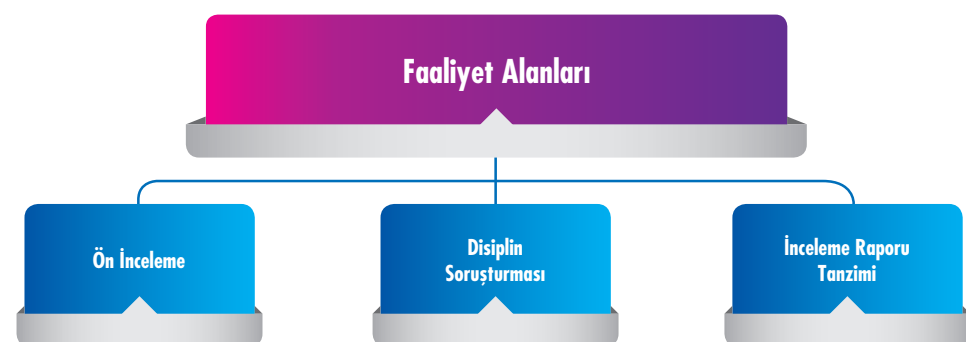 Faaliyet Alanları
Ön İnceleme
Disiplin
Soruşturması
İnceleme Raporu
Tanzimi